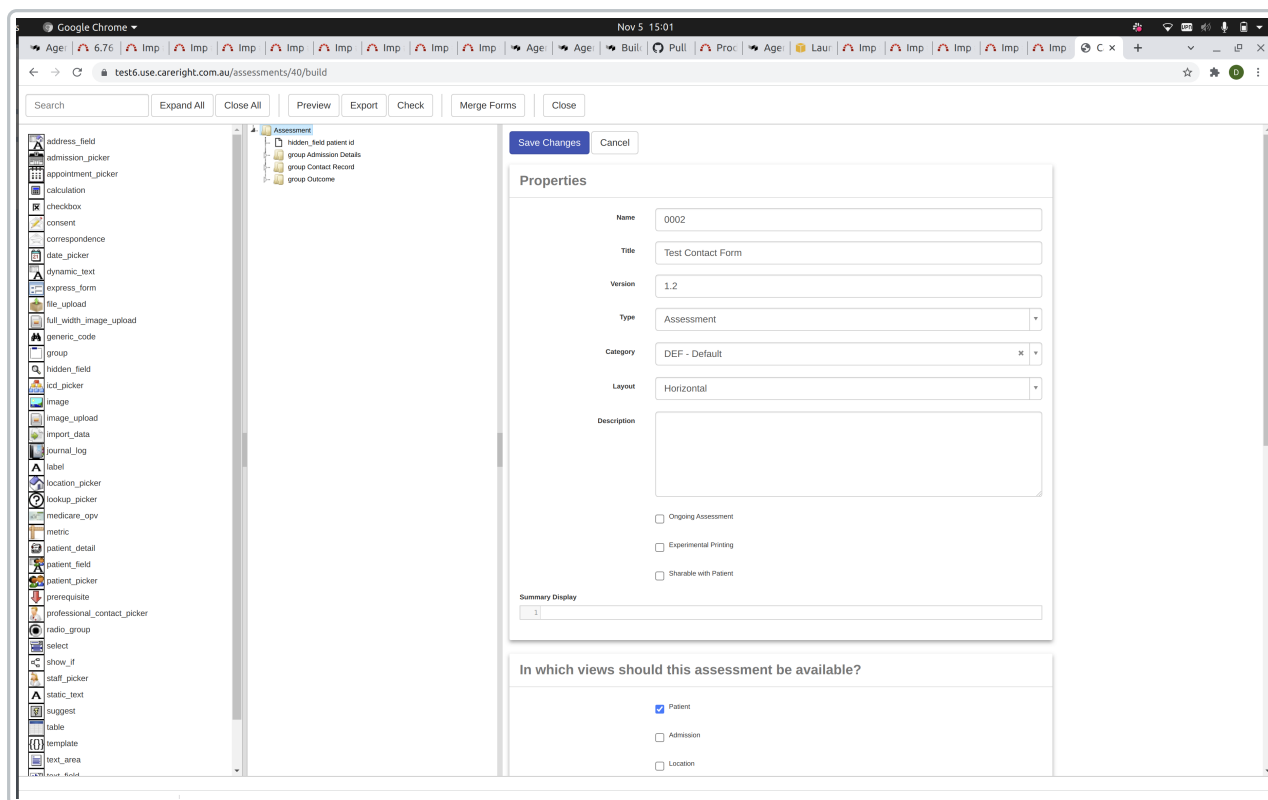 Google Chrome
Nov 5 15:01
Ager 6.76 Imp Imp Imp Imp Imp Imp Imp Imp Ager Ager Build Pull Proc Ager Laur Imp Imp Imp Imp Imp C
test6.use.careright.com.au/assessments/40/build
D
Search Expand All Close All Preview Export Check Merge Forms Close
address_field
admission_picker
appointment_picker
calculation
checkbox
consent
correspondence
date_picker
dynamic_text
express_form
file_upload
full_width_image_upload
generic_code
group
hidden_field
icd_picker
image
image_upload
import_data
journal_log
label
location_picker
lookup_picker
medicare_opv
metric
patient_detail
patient_field
patient_picker
prerequisite
professional_contact_picker
radio_group
select
show_if
staff_picker
static_text
suggest
table
template
text_area
text_field
Assessment
hidden_field patient id
group Admission Details
group Contact Record
group Outcome
Save Changes Cancel
Properties
Name 0002
Title Test Contact Form
Version 1.2
Type Assessment
Category DEF - Default
Layout Horizontal
Description
Ongoing Assessment
Experimental Printing
Sharable with Patient
Summary Display
1
In which views should this assessment be available?
Patient
Admission
Location